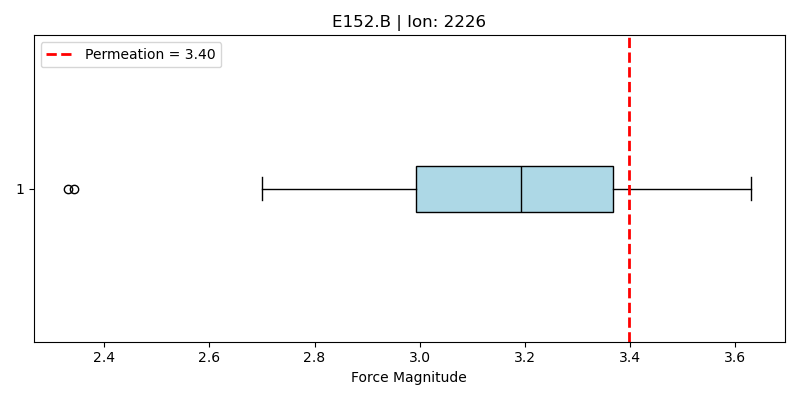 E152.B | Ion: 2226
Permeation = 3.40
1
2.4 2.6 2.8 3.0 3.2 3.4 3.6
Force Magnitude